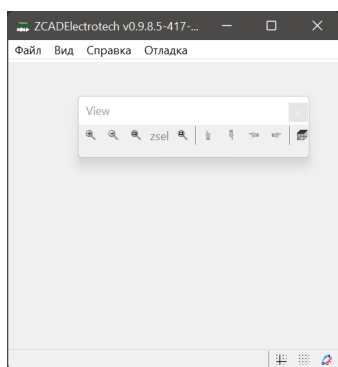 ZCADElectrotech v0.9.8.5-417-...
Файл Вид Справка Отладка
View
zsel